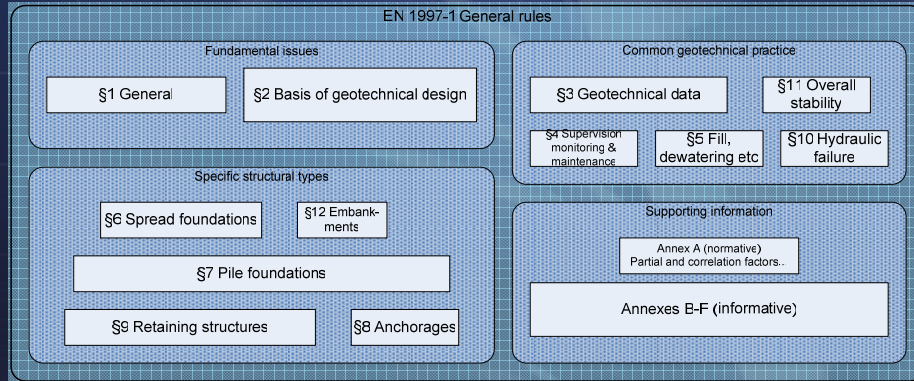 EN 1997-1 General rules
Fundamental issues
§1 General
§2 Basis of geotechnical design
Common geotechnical practice
§3 Geotechnical data
§11 Overall
stability
§4 Supervision
monitoring &
maintenance
§5 Fill,
dewatering etc
§10 Hydraulic
failure
Specific structural types
§6 Spread foundations
§12 Embank-
ments
§7 Pile foundations
§9 Retaining structures
§8 Anchorages
Supporting information
Annex A (normative)
Partial and correlation factors...
Annexes B-F (informative)